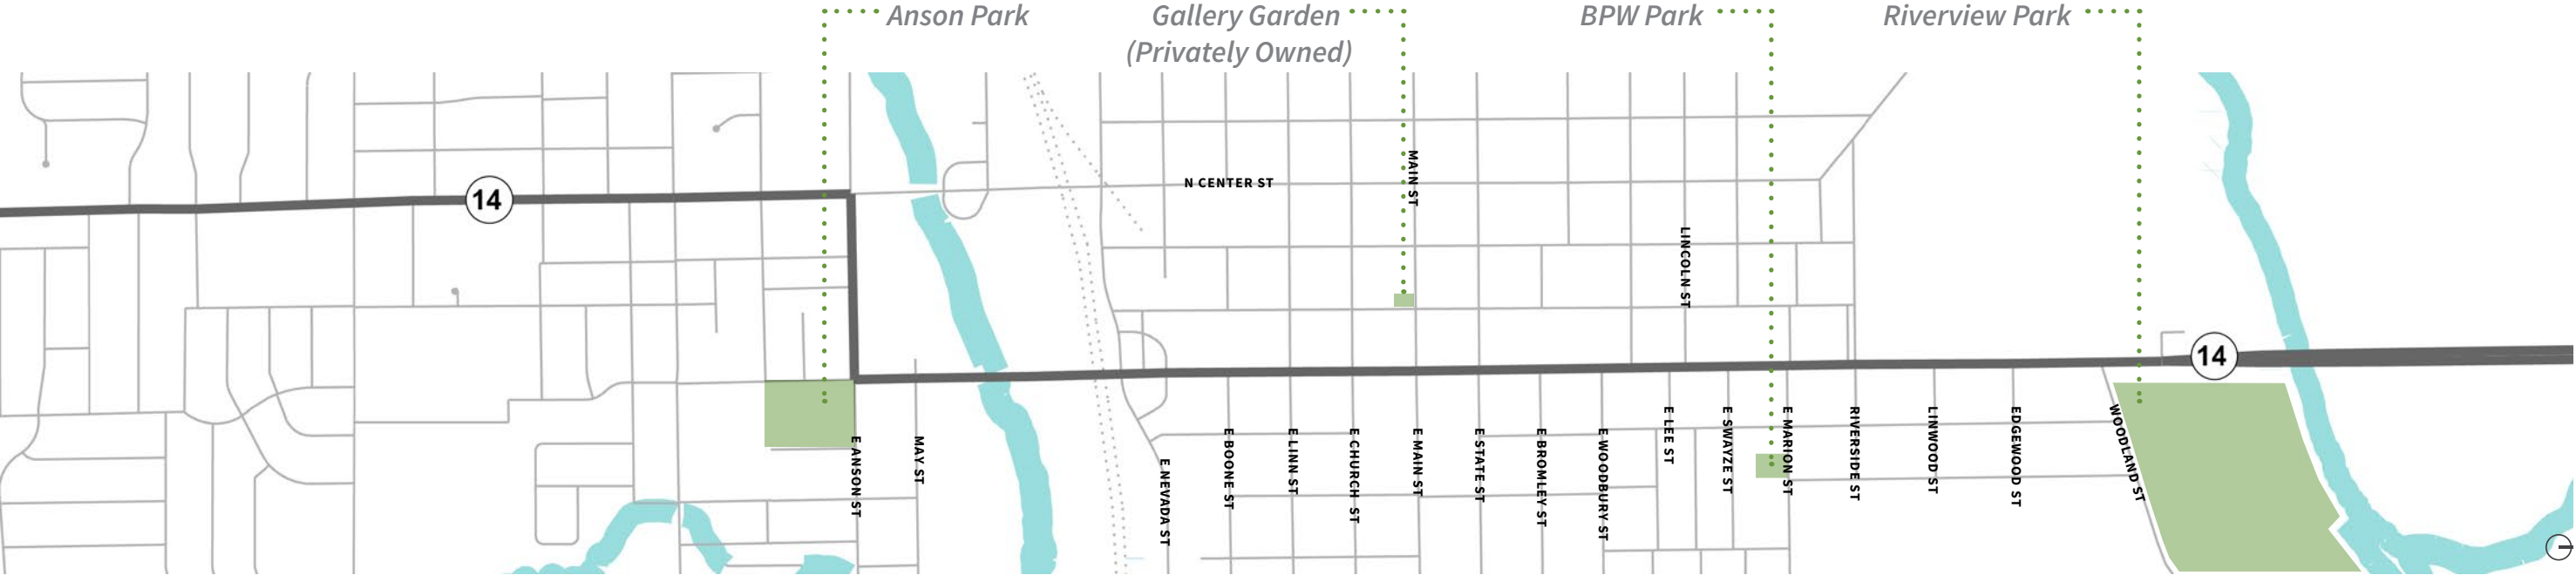 Anson Park
Gallery Garden
(Privately Owned)
BPW Park
Riverview Park
14
N CENTER ST
MAIN ST
LINCOLN ST
14
E ANSON ST
MAY ST
E NEVADA ST
E BOONE ST
E LINN ST
E CHURCH ST
E MAIN ST
E STATE ST
E BROMLEY ST
E WOODBURY ST
E LEE ST
E SWAYZE ST
E MARION ST
RIVERSIDE ST
LINWOOD ST
EDGEWOOD ST
WOODLAND ST